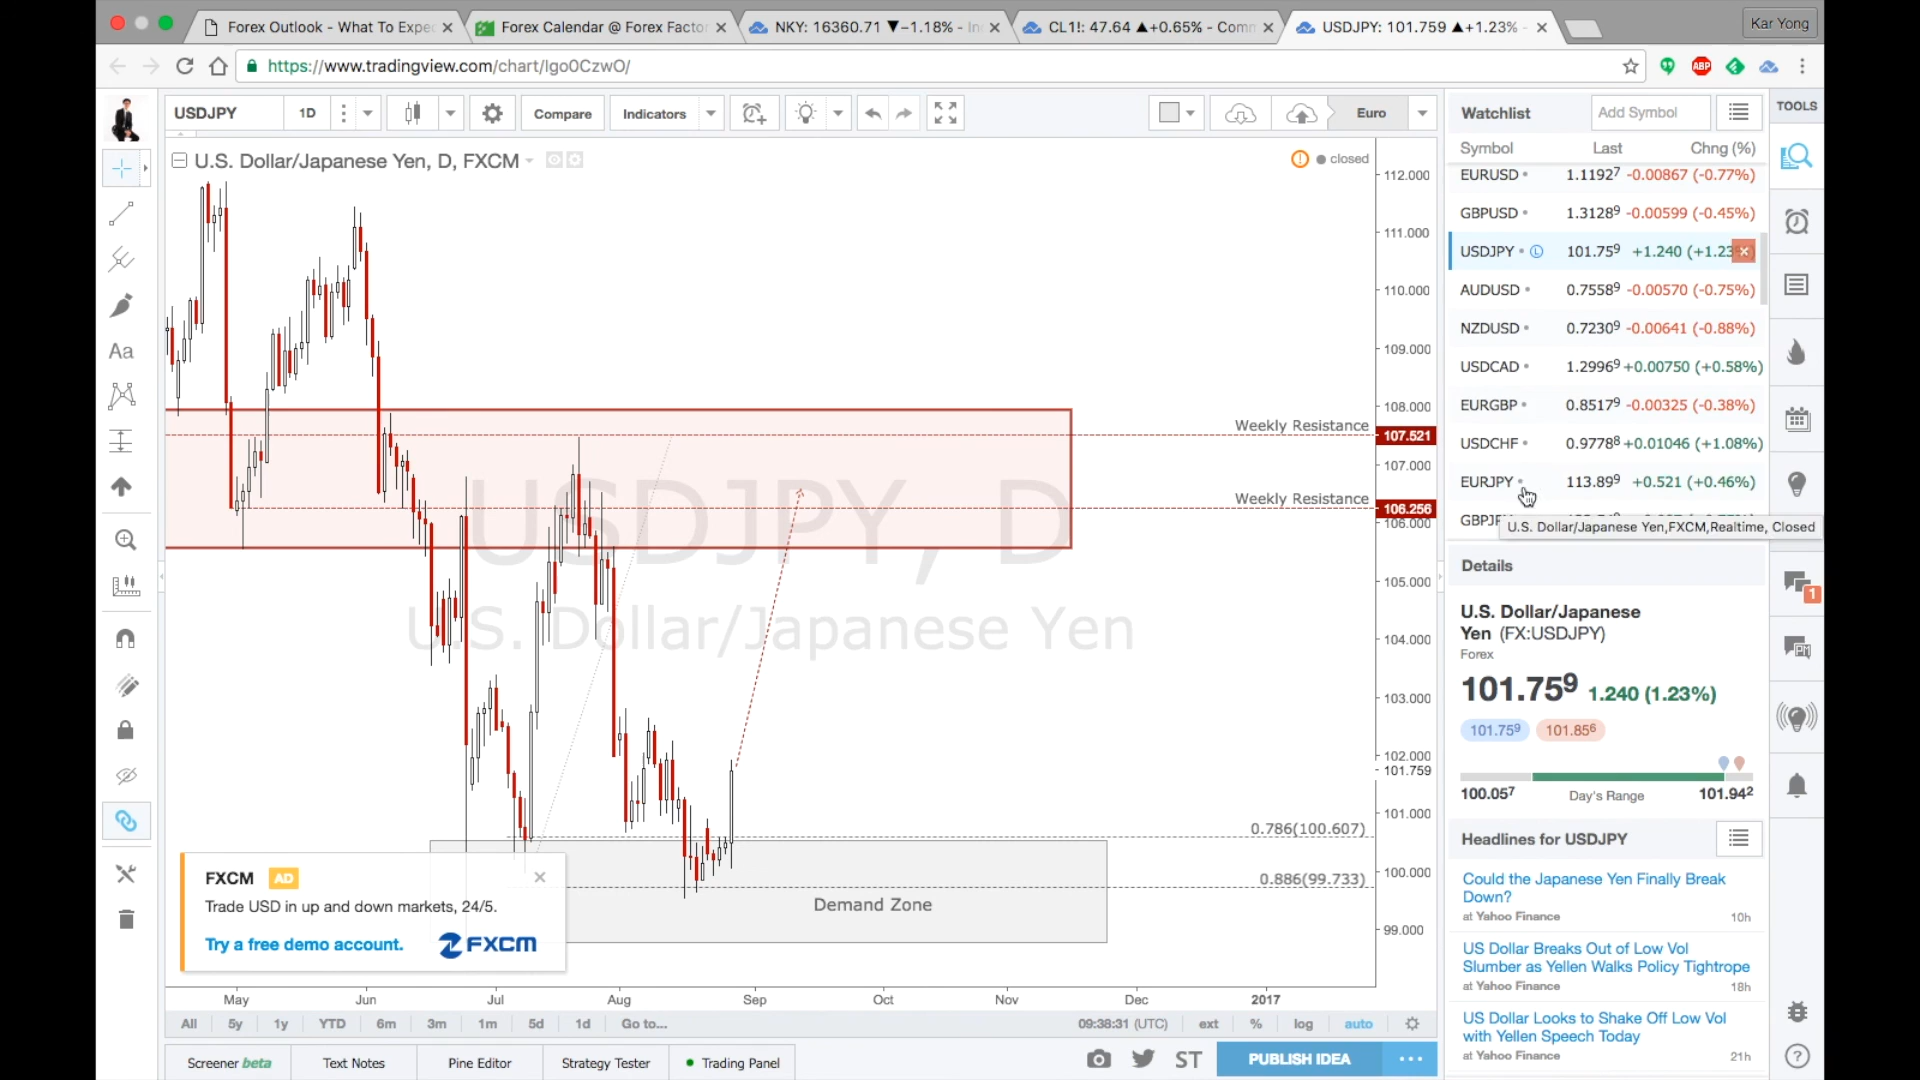 Forex Outlook - What To Expec
Forex Calendar @ Forex Factor
NKY: 16360.71 ▼−1.18% - In
CL1!: 47.64 ▲+0.65% - Comm
USDJPY: 101.759 ▲+1.23% -
Kar Yong
https://www.tradingview.com/chart/Igo0CzwO/
ABP
USDJPY
1D
Compare
Indicators
Euro
Watchlist
Add Symbol
TOOLS
Symbol Last Chng (%)
U.S. Dollar/Japanese Yen, D, FXCM
closed
EURUSD 1.1192⁷ -0.00867 (-0.77%)
GBPUSD 1.3128⁹ -0.00599 (-0.45%)
USDJPY L 101.75⁹ +1.240 (+1.23
AUDUSD 0.7558⁹ -0.00570 (-0.75%)
NZDUSD 0.7230⁹ -0.00641 (-0.88%)
USDCAD 1.2996⁹ +0.00750 (+0.58%)
EURGBP 0.8517⁹ -0.00325 (-0.38%)
USDCHF 0.9778⁸ +0.01046 (+1.08%)
EURJPY 113.89⁹ +0.521 (+0.46%)
U.S. Dollar/Japanese Yen,FXCM,Realtime, Closed
112.000
111.000
110.000
109.000
108.000
Weekly Resistance 107.521
107.000
Weekly Resistance 106.256
106.000
105.000
104.000
103.000
102.000
101.759
101.000
0.786(100.607)
100.000
0.886(99.733)
99.000
USDJPY, D
U.S. Dollar/Japanese Yen
Demand Zone
FXCM AD
Trade USD in up and down markets, 24/5.
Try a free demo account. FXCM
May Jun Jul Aug Sep Oct Nov Dec 2017
All 5y 1y YTD 6m 3m 1m 5d 1d Go to...
09:38:31 (UTC) ext % log auto
Screener beta
Text Notes
Pine Editor
Strategy Tester
Trading Panel
ST
PUBLISH IDEA
Details
U.S. Dollar/Japanese
Yen (FX:USDJPY)
Forex
101.75⁹ 1.240 (1.23%)
101.75⁹ 101.85⁶
100.05⁷ Day's Range 101.94²
Headlines for USDJPY
Could the Japanese Yen Finally Break
Down?
at Yahoo Finance 10h
US Dollar Breaks Out of Low Vol
Slumber as Yellen Walks Policy Tightrope
at Yahoo Finance 18h
US Dollar Looks to Shake Off Low Vol
with Yellen Speech Today
at Yahoo Finance 21h
Aa
1